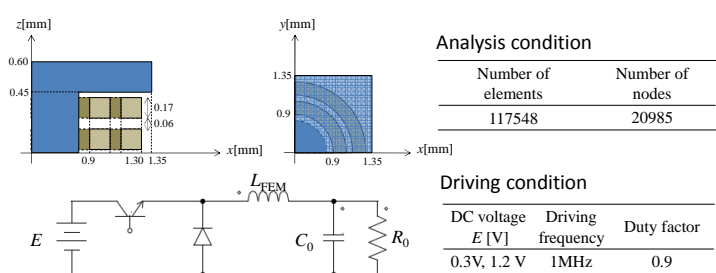 z[mm]
0.60
0.45
0.17
0.06
0.9
1.30
1.35
x[mm]
y[mm]
1.35
0.9
0.9
1.35
x[mm]
Analysis condition
Number of elements
Number of nodes
117548
20985
E
L_FEM
C_0
R_0
Driving condition
DC voltage E [V]
Driving frequency
Duty factor
0.3V, 1.2 V
1MHz
0.9